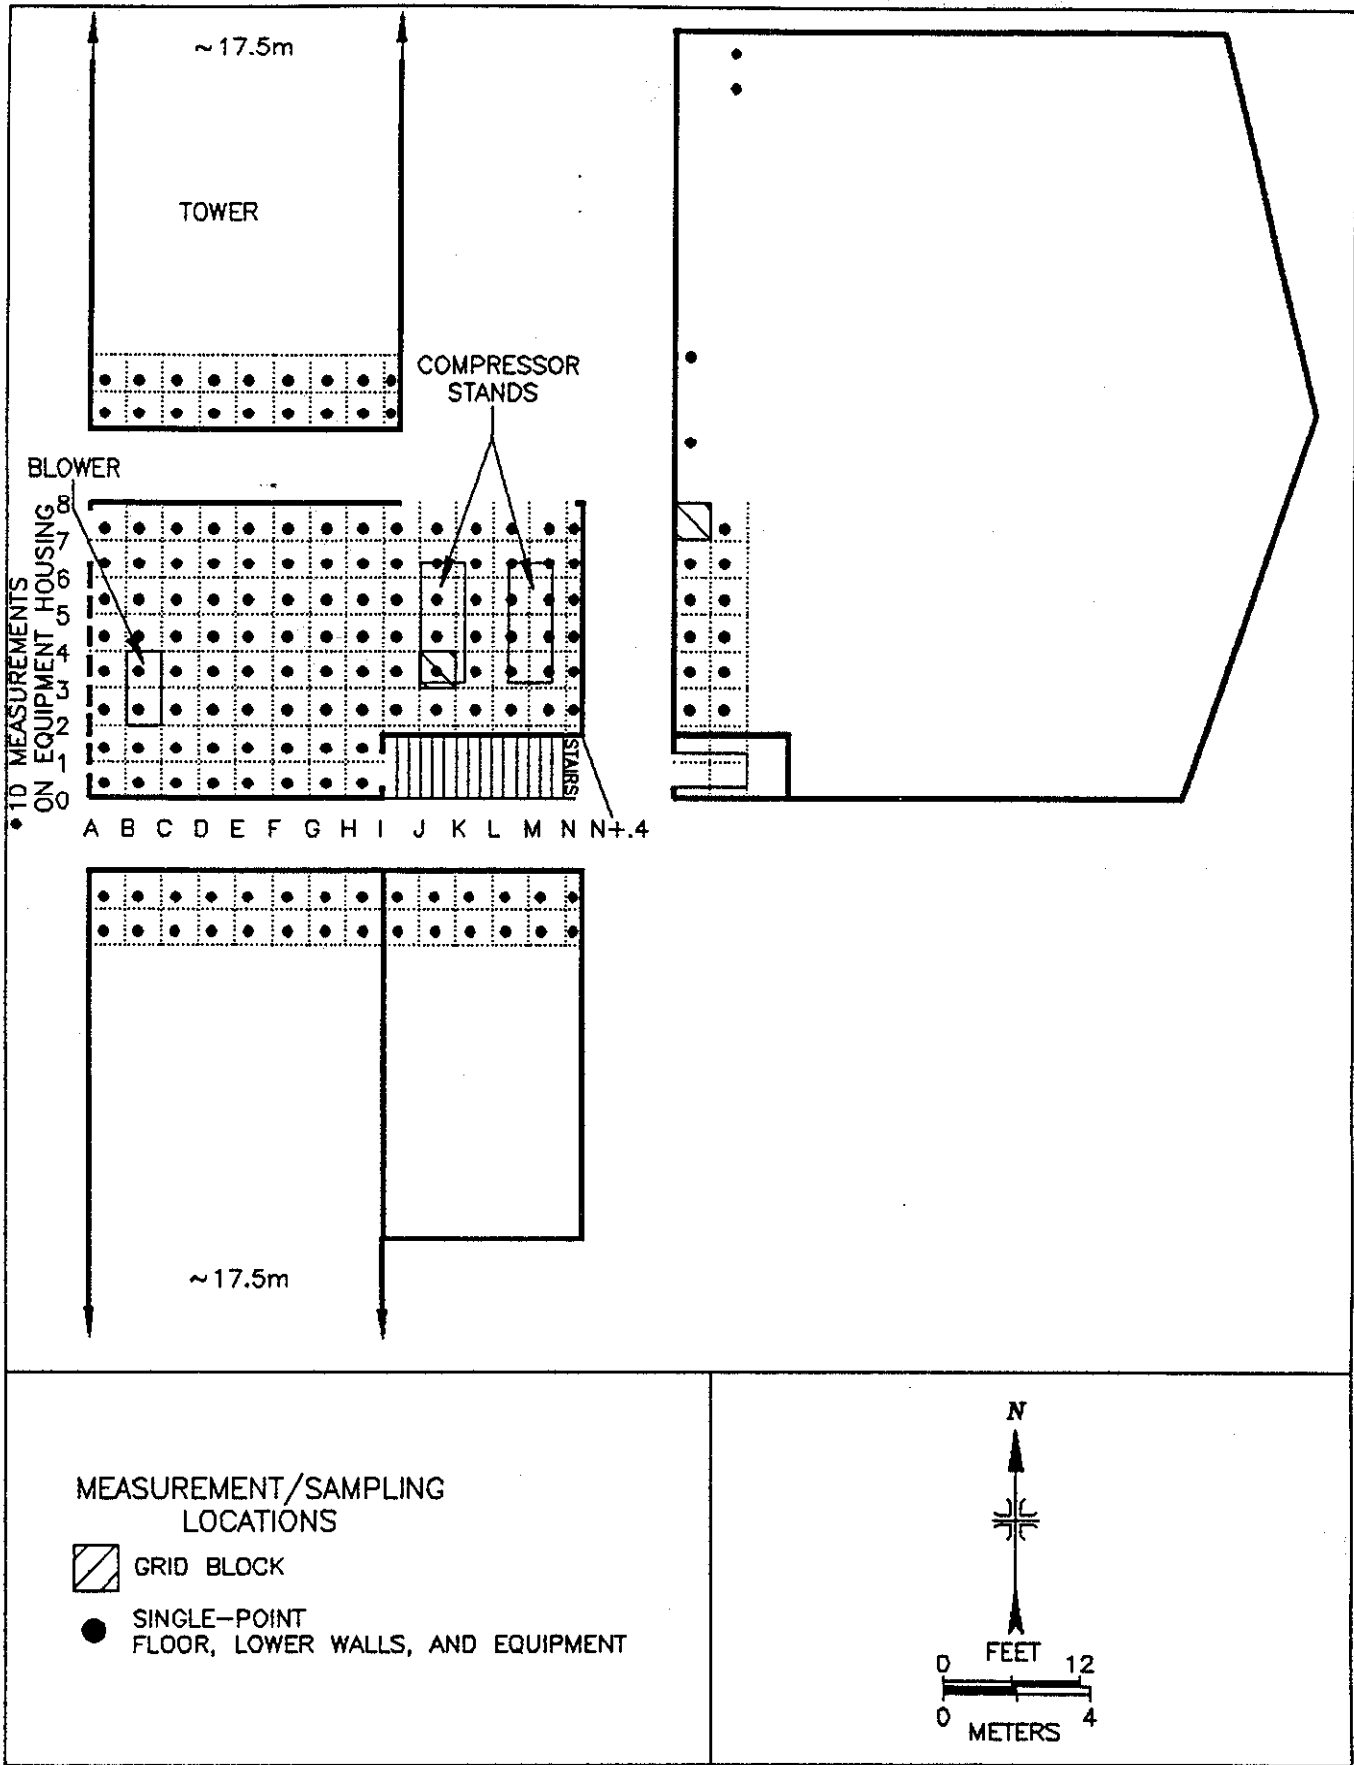 ~17.5m
TOWER
COMPRESSOR
STANDS
BLOWER
8
7
6
5
4
3
2
1
0
• 10 MEASUREMENTS
ON EQUIPMENT HOUSING
STAIRS
A B C D E F G H I J K L M N N+.4
~17.5m
MEASUREMENT/SAMPLING
LOCATIONS
GRID BLOCK
SINGLE-POINT
FLOOR, LOWER WALLS, AND EQUIPMENT
N
FEET
0 12
0 4
METERS